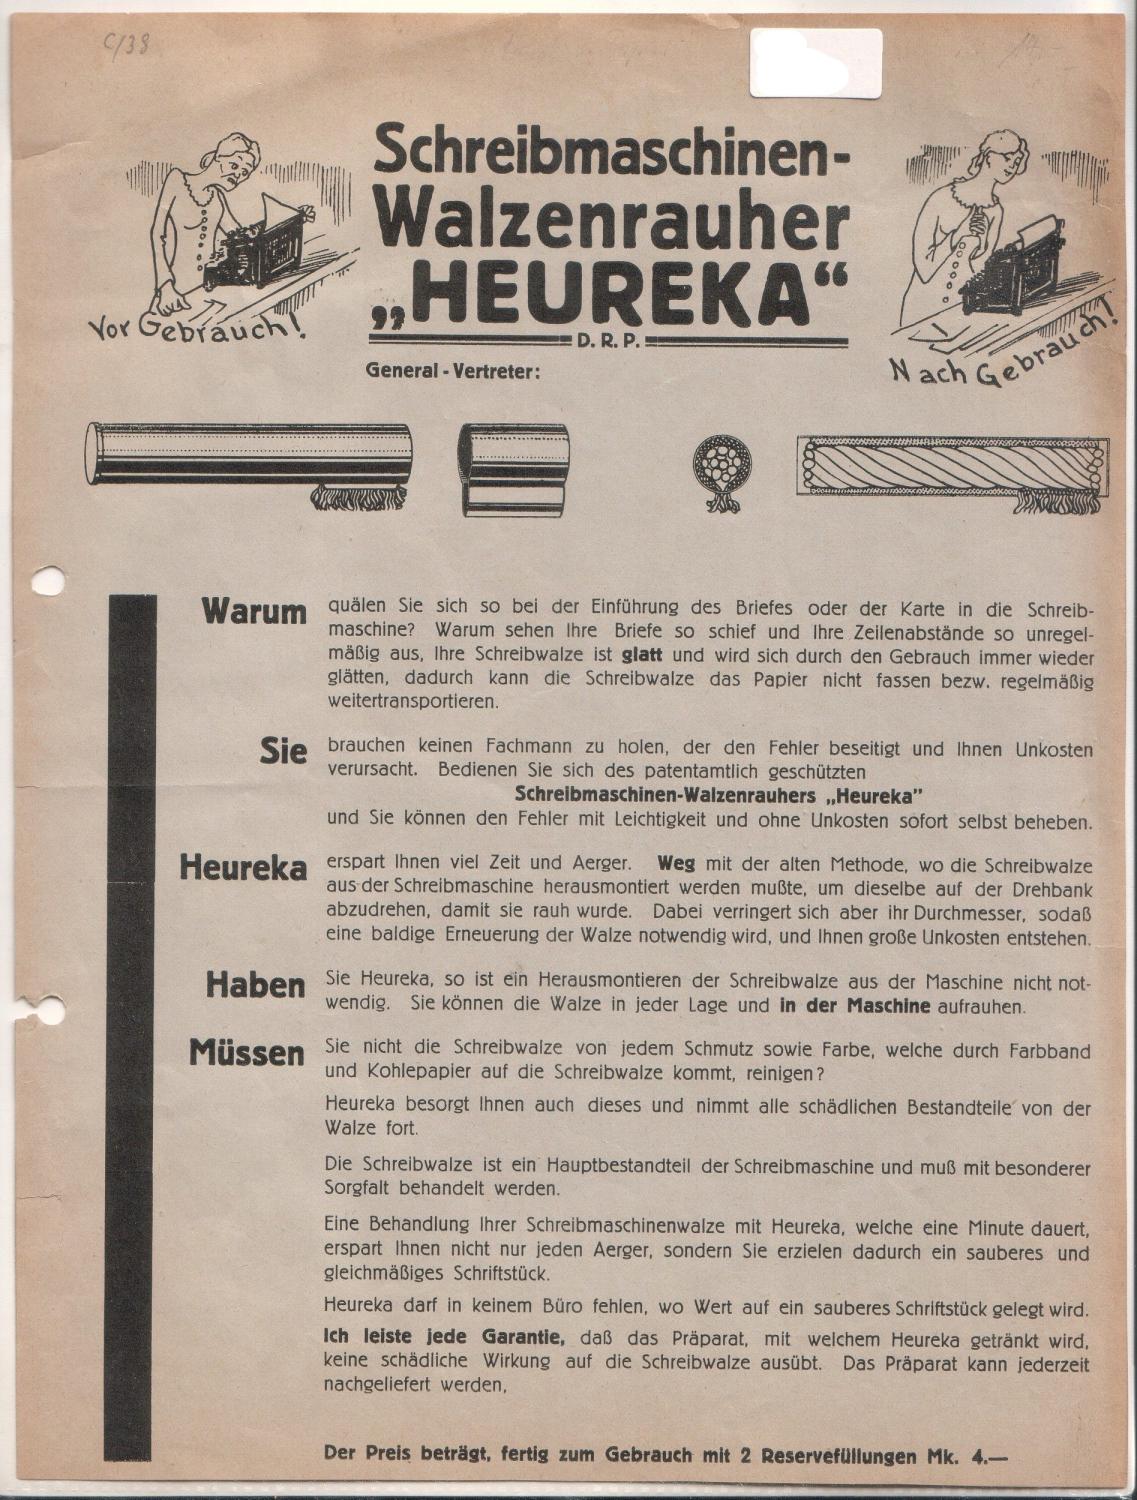 C/38
Schreibmaschinen-
Walzenrauher
„HEUREKA“
D. R. P.
Vor Gebrauch!
Nach Gebrauch!
General - Vertreter:
Warum quälen Sie sich so bei der Einführung des Briefes oder der Karte in die Schreib-
maschine? Warum sehen Ihre Briefe so schief und Ihre Zeilenabstände so unregel-
mäßig aus, Ihre Schreibwalze ist glatt und wird sich durch den Gebrauch immer wieder
glätten, dadurch kann die Schreibwalze das Papier nicht fassen bezw. regelmäßig
weitertransportieren.
Sie brauchen keinen Fachmann zu holen, der den Fehler beseitigt und Ihnen Unkosten
verursacht. Bedienen Sie sich des patentamtlich geschützten
Schreibmaschinen-Walzenrauhers „Heureka”
und Sie können den Fehler mit Leichtigkeit und ohne Unkosten sofort selbst beheben.
Heureka erspart Ihnen viel Zeit und Aerger. Weg mit der alten Methode, wo die Schreibwalze
aus der Schreibmaschine herausmontiert werden mußte, um dieselbe auf der Drehbank
abzudrehen, damit sie rauh wurde. Dabei verringert sich aber ihr Durchmesser, sodaß
eine baldige Erneuerung der Walze notwendig wird, und Ihnen große Unkosten entstehen.
Haben Sie Heureka, so ist ein Herausmontieren der Schreibwalze aus der Maschine nicht not-
wendig. Sie können die Walze in jeder Lage und in der Maschine aufrauhen.
Müssen Sie nicht die Schreibwalze von jedem Schmutz sowie Farbe, welche durch Farbband
und Kohlepapier auf die Schreibwalze kommt, reinigen?
Heureka besorgt Ihnen auch dieses und nimmt alle schädlichen Bestandteile von der
Walze fort.
Die Schreibwalze ist ein Hauptbestandteil der Schreibmaschine und muß mit besonderer
Sorgfalt behandelt werden.
Eine Behandlung Ihrer Schreibmaschinenwalze mit Heureka, welche eine Minute dauert,
erspart Ihnen nicht nur jeden Aerger, sondern Sie erzielen dadurch ein sauberes und
gleichmäßiges Schriftstück.
Heureka darf in keinem Büro fehlen, wo Wert auf ein sauberes Schriftstück gelegt wird.
Ich leiste jede Garantie, daß das Präparat, mit welchem Heureka getränkt wird,
keine schädliche Wirkung auf die Schreibwalze ausübt. Das Präparat kann jederzeit
nachgeliefert werden,
Der Preis beträgt, fertig zum Gebrauch mit 2 Reservefüllungen Mk. 4.—